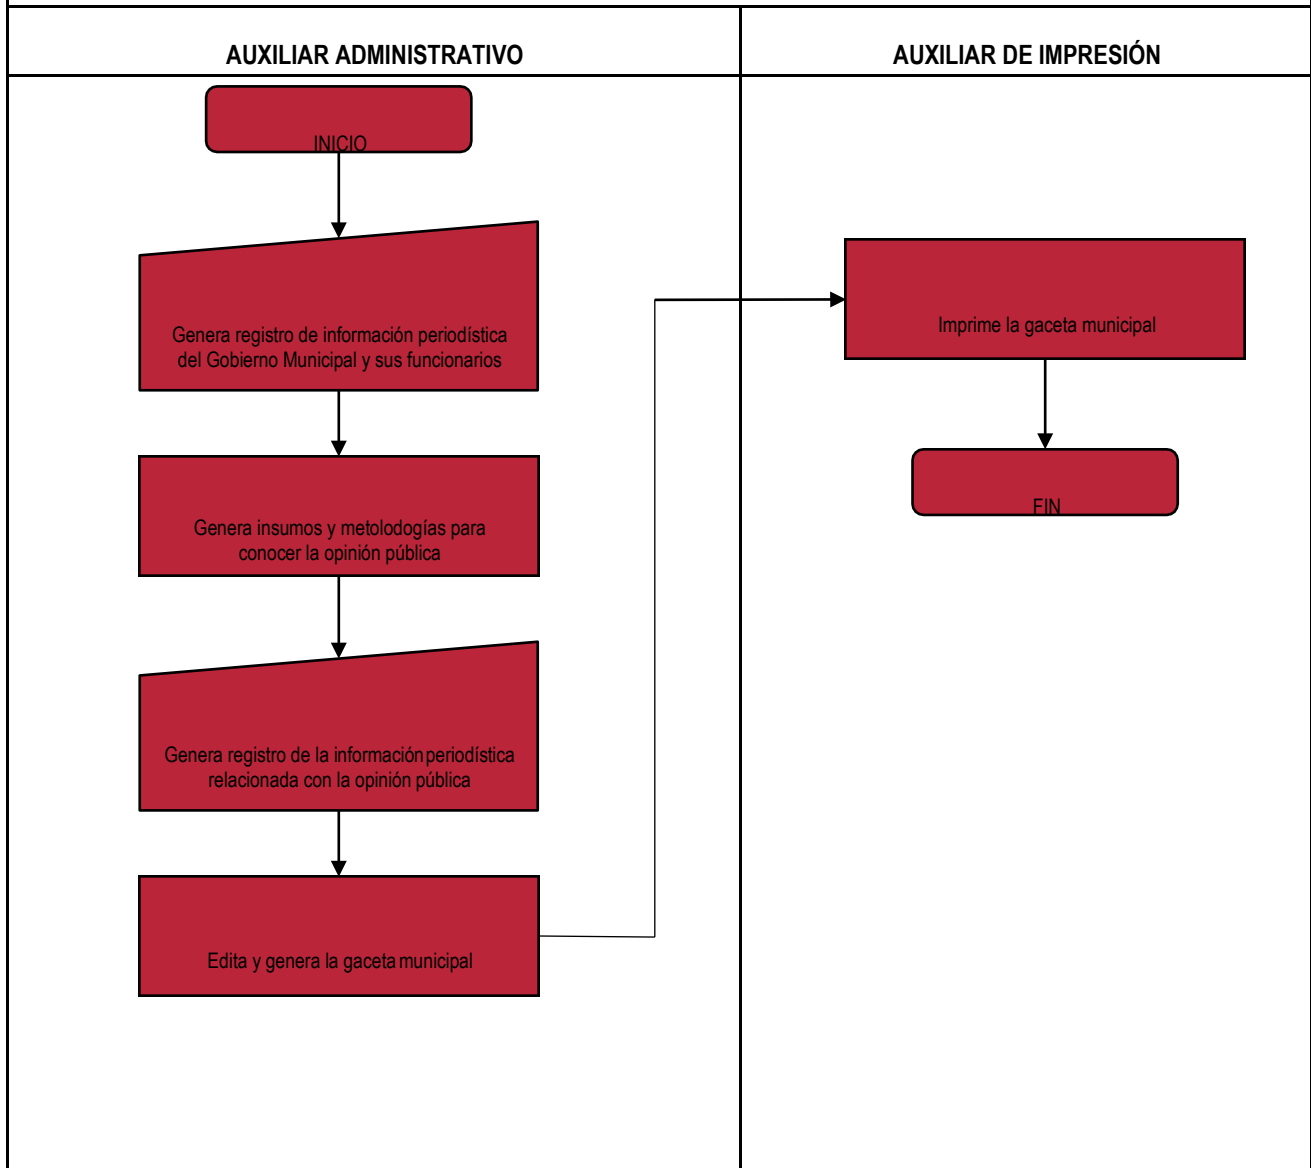 AUXILIAR ADMINISTRATIVO
AUXILIAR DE IMPRESIÓN
INICIO
Genera registro de información periodística
del Gobierno Municipal y sus funcionarios
Genera insumos y metolodogías para
conocer la opinión pública
Genera registro de la información periodística
relacionada con la opinión pública
Edita y genera la gaceta municipal
Imprime la gaceta municipal
FIN